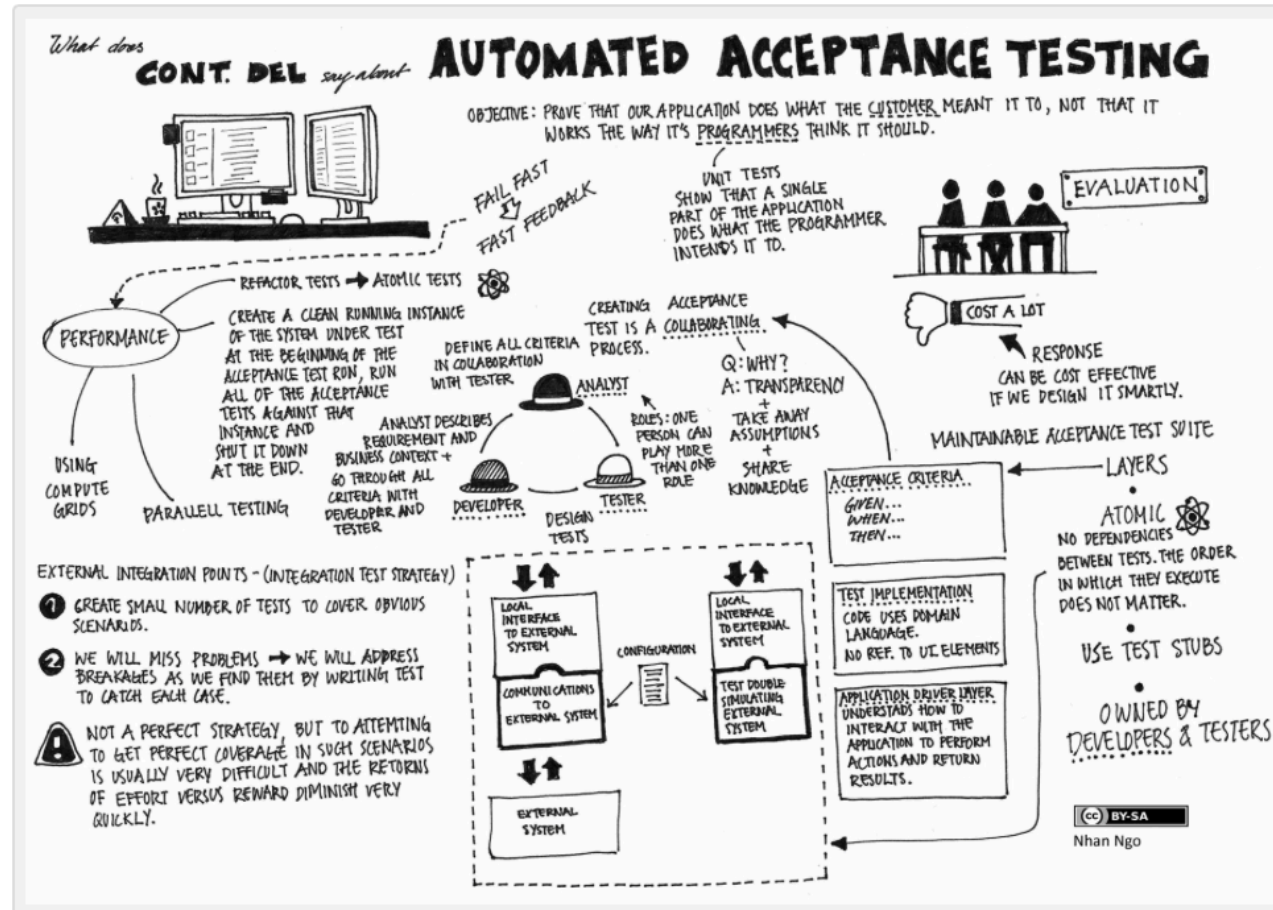 What does
CONT. DEL say about AUTOMATED ACCEPTANCE TESTING
OBJECTIVE: PROVE THAT OUR APPLICATION DOES WHAT THE CUSTOMER MEANT IT TO, NOT THAT IT
WORKS THE WAY IT'S PROGRAMMERS THINK IT SHOULD.
UNIT TESTS
SHOW THAT A SINGLE
PART OF THE APPLICATION
DOES WHAT THE PROGRAMMER
INTENDS IT TO.
EVALUATION
COST A LOT
RESPONSE
CAN BE COST EFFECTIVE
IF WE DESIGN IT SMARTLY.
FAIL FAST
FAST FEEDBACK
PERFORMANCE
REFACTOR TESTS → ATOMIC TESTS
CREATE A CLEAN RUNNING INSTANCE
OF THE SYSTEM UNDER TEST
AT THE BEGINNING OF THE
ACCEPTANCE TEST RUN, RUN
ALL OF THE ACCEPTANCE
TESTS AGAINST THAT
INSTANCE AND
SHUT IT DOWN
AT THE END.
USING
COMPUTE
GRIDS
PARALLELL TESTING
CREATING ACCEPTANCE
TEST IS A COLLABORATING
PROCESS.
Q: WHY?
A: TRANSPARENCY
+
TAKE AWAY
ASSUMPTIONS
+
SHARE
KNOWLEDGE
DEFINE ALL CRITERIA
IN COLLABORATION
WITH TESTER
ANALYST
ROLES: ONE
PERSON CAN
PLAY MORE
THAN ONE
ROLE
ANALYST DESCRIBES
REQUIREMENT AND
BUSINESS CONTEXT +
GO THROUGH ALL
CRITERIA WITH
DEVELOPER AND
TESTER
DEVELOPER
TESTER
DESIGN
TESTS
MAINTAINABLE ACCEPTANCE TEST SUITE
LAYERS
•
ATOMIC
NO DEPENDENCIES
BETWEEN TESTS. THE ORDER
IN WHICH THEY EXECUTE
DOES NOT MATTER.
•
USE TEST STUBS
•
OWNED BY
DEVELOPERS & TESTERS
ACCEPTANCE CRITERIA
GIVEN...
WHEN...
THEN...
TEST IMPLEMENTATION
CODE USES DOMAIN
LANGUAGE.
NO REF. TO UI ELEMENTS
APPLICATION DRIVER LAYER
UNDERSTADS HOW TO
INTERACT WITH THE
APPLICATION TO PERFORM
ACTIONS AND RETURN
RESULTS.
EXTERNAL INTEGRATION POINTS - (INTEGRATION TEST STRATEGY)
1 CREATE SMALL NUMBER OF TESTS TO COVER OBVIOUS
SCENARIOS.
2 WE WILL MISS PROBLEMS → WE WILL ADDRESS
BREAKAGES AS WE FIND THEM BY WRITING TEST
TO CATCH EACH CASE.
! NOT A PERFECT STRATEGY, BUT TO ATTEMTING
TO GET PERFECT COVERAGE IN SUCH SCENARIOS
IS USUALLY VERY DIFFICULT AND THE RETURNS
OF EFFORT VERSUS REWARD DIMINISH VERY
QUICKLY.
LOCAL
INTERFACE
TO EXTERNAL
SYSTEM
COMMUNICATIONS
TO
EXTERNAL SYSTEM
EXTERNAL
SYSTEM
CONFIGURATION
LOCAL
INTERFACE
TO EXTERNAL
SYSTEM
TEST DOUBLE
SIMULATING
EXTERNAL
SYSTEM
cc BY-SA
Nhan Ngo